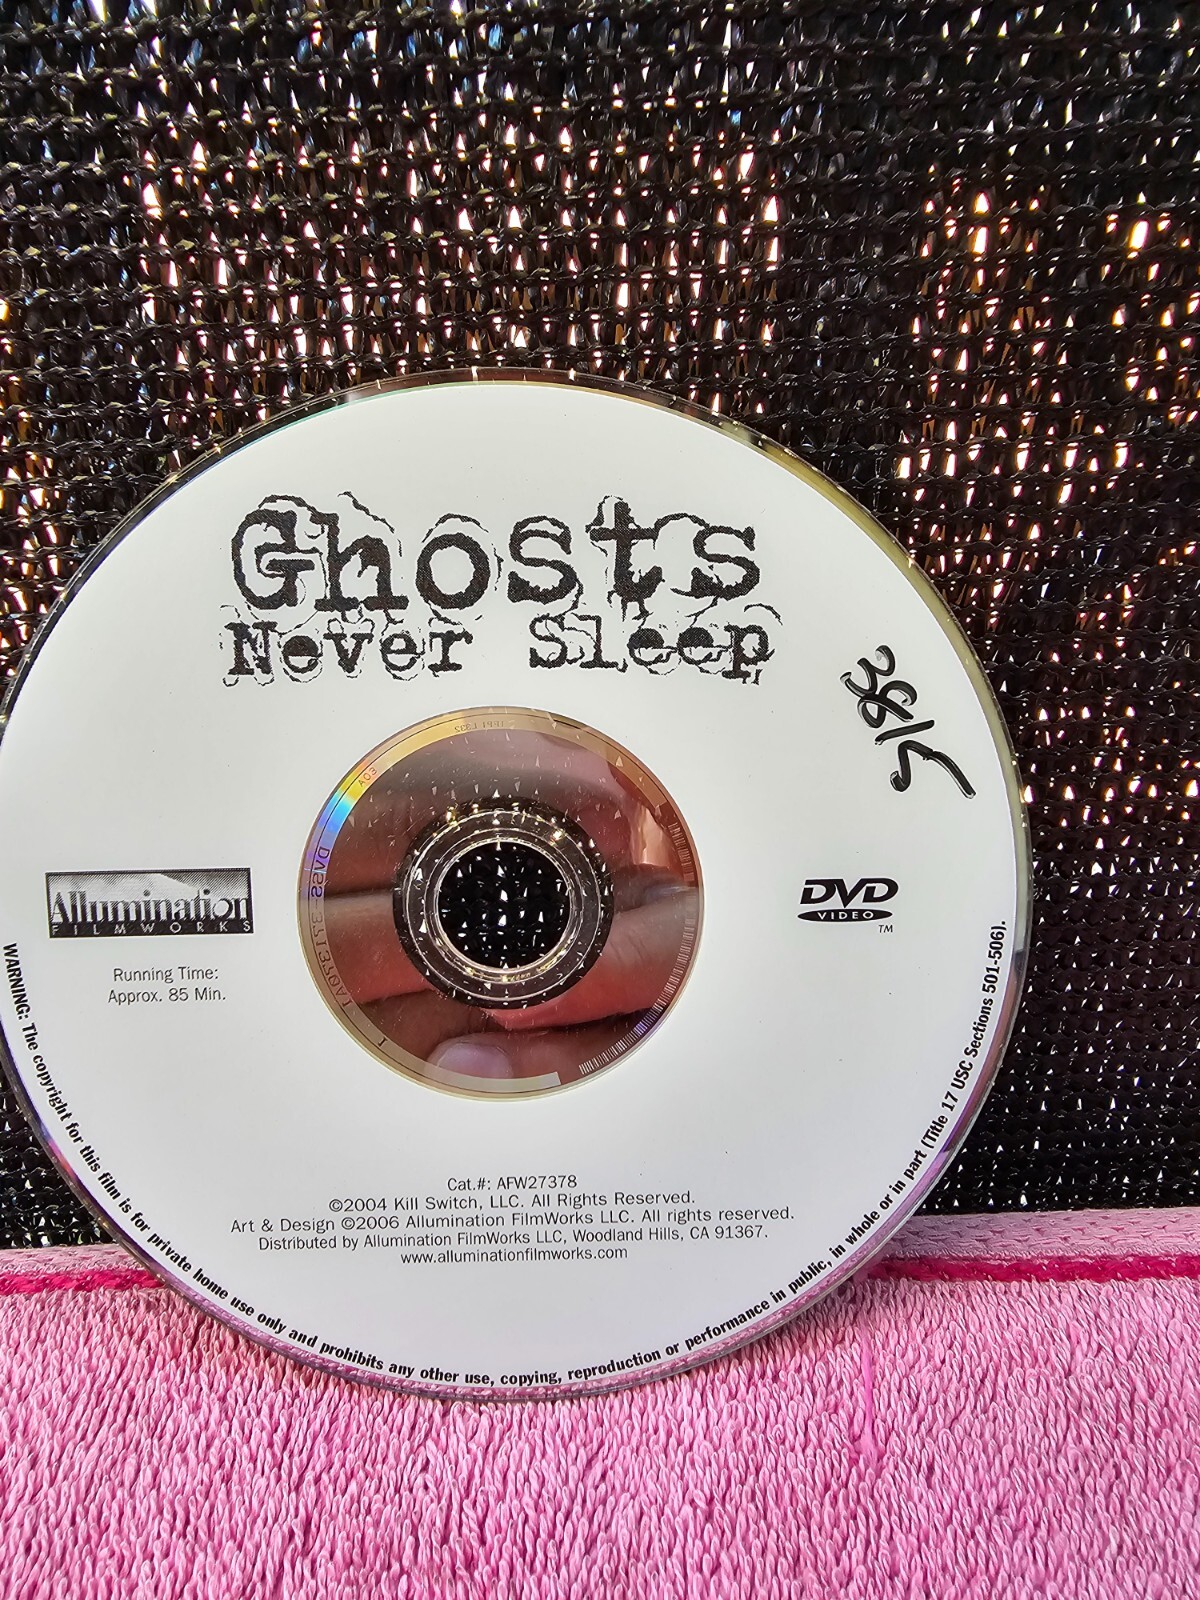 Ghosts
Never Sleep
Allumination
FILMWORKS
Running Time:
Approx. 85 Min.
DVD
VIDEO
TM
A03
Cat.#: AFW27378
©2004 Kill Switch, LLC. All Rights Reserved.
Art & Design ©2006 Allumination FilmWorks LLC. All rights reserved.
Distributed by Allumination FilmWorks LLC, Woodland Hills, CA 91367.
www.alluminationfilmworks.com
WARNING: The copyright for this film is for private home use only and prohibits any other use, copying, reproduction or performance in public, in whole or in part (Title 17 USC Sections 501-506).